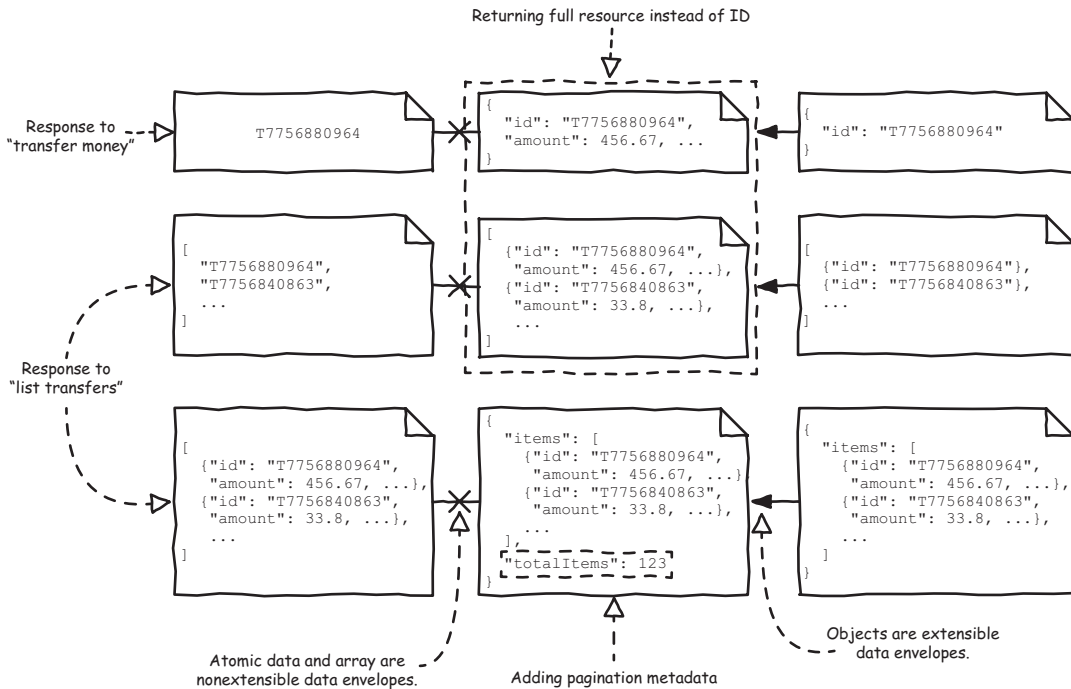 Returning full resource instead of ID
Response to
“transfer money”
T7756880964
{
"id": "T7756880964",
"amount": 456.67, ...
}
{
"id": "T7756880964"
}
[
"T7756880964",
"T7756840863",
...
]
[
{"id": "T7756880964",
"amount": 456.67, ...},
{"id": "T7756840863",
"amount": 33.8, ...},
...
]
[
{"id": "T7756880964"},
{"id": "T7756840863"},
...
]
Response to
“list transfers”
[
{"id": "T7756880964",
"amount": 456.67, ...},
{"id": "T7756840863",
"amount": 33.8, ...},
...
]
{
"items": [
{"id": "T7756880964",
"amount": 456.67, ...},
{"id": "T7756840863",
"amount": 33.8, ...},
...
],
"totalItems": 123
}
{
"items": [
{"id": "T7756880964",
"amount": 456.67, ...},
{"id": "T7756840863",
"amount": 33.8, ...},
...
]
}
Atomic data and array are
nonextensible data envelopes.
Adding pagination metadata
Objects are extensible
data envelopes.